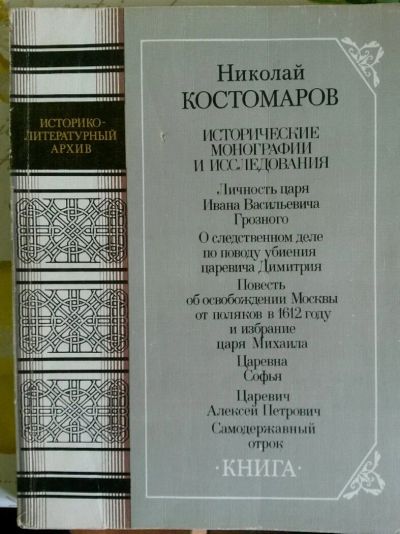 ИСТОРИКО-
ЛИТЕРАТУРНЫЙ
АРХИВ
Николай
КОСТОМАРОВ
ИСТОРИЧЕСКИЕ
МОНОГРАФИИ
И ИССЛЕДОВАНИЯ
Личность царя
Ивана Васильевича
Грозного
О следственном деле
по поводу убиения
царевича Димитрия
Повесть
об освобождении Москвы
от поляков в 1612 году
и избрание
царя Михаила
Царевна
Софья
Царевич
Алексей Петрович
Самодержавный
отрок
·КНИГА·